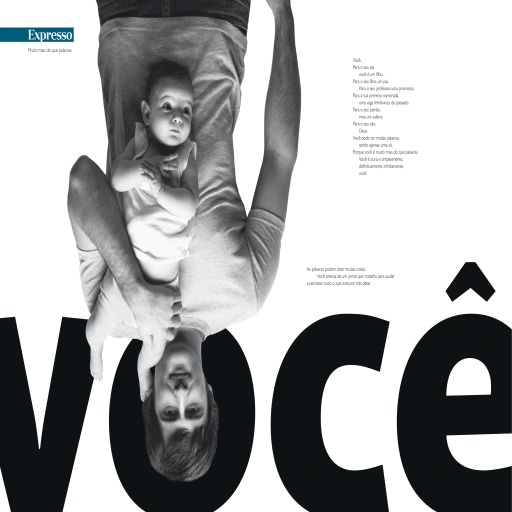 Expresso
Muito mais do que palavras.
Você.
Para o seu pai
você é um filho.
Para o seu filho, um pai.
Para o seu professor, uma promessa.
Para a sua primeira namorada,
uma vaga lembrança do passado.
Para o seu patrão,
mais um salário.
Para o seu cão,
Deus.
Você pode ser muitas palavras,
sendo apenas uma só.
Porque você é muito mais do que palavras.
Você é pura e simplesmente,
definitivamente, infinitamente,
você.
As palavras podem dizer muitas coisas.
Você precisa de um jornal que trabalha para ajudar
a perceber tudo o que está por trás delas.
você